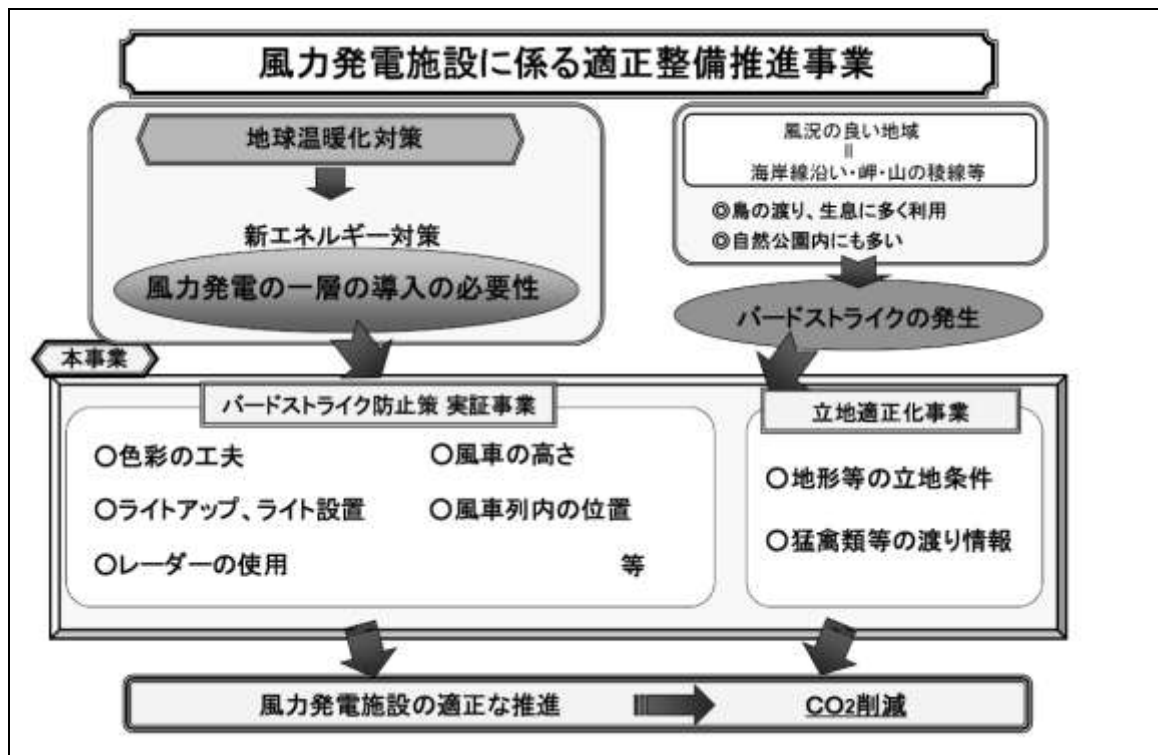 風力発電施設に係る適正整備推進事業
地球温暖化対策
新エネルギー対策
風力発電の一層の導入の必要性
風況の良い地域
＝
海岸線沿い・岬・山の稜線等
◎鳥の渡り、生息に多く利用
◎自然公園内にも多い
バードストライクの発生
本事業
バードストライク防止策 実証事業
○色彩の工夫
○風車の高さ
○ライトアップ、ライト設置
○風車列内の位置
○レーダーの使用
等
立地適正化事業
○地形等の立地条件
○猛禽類等の渡り情報
風力発電施設の適正な推進
CO2削減